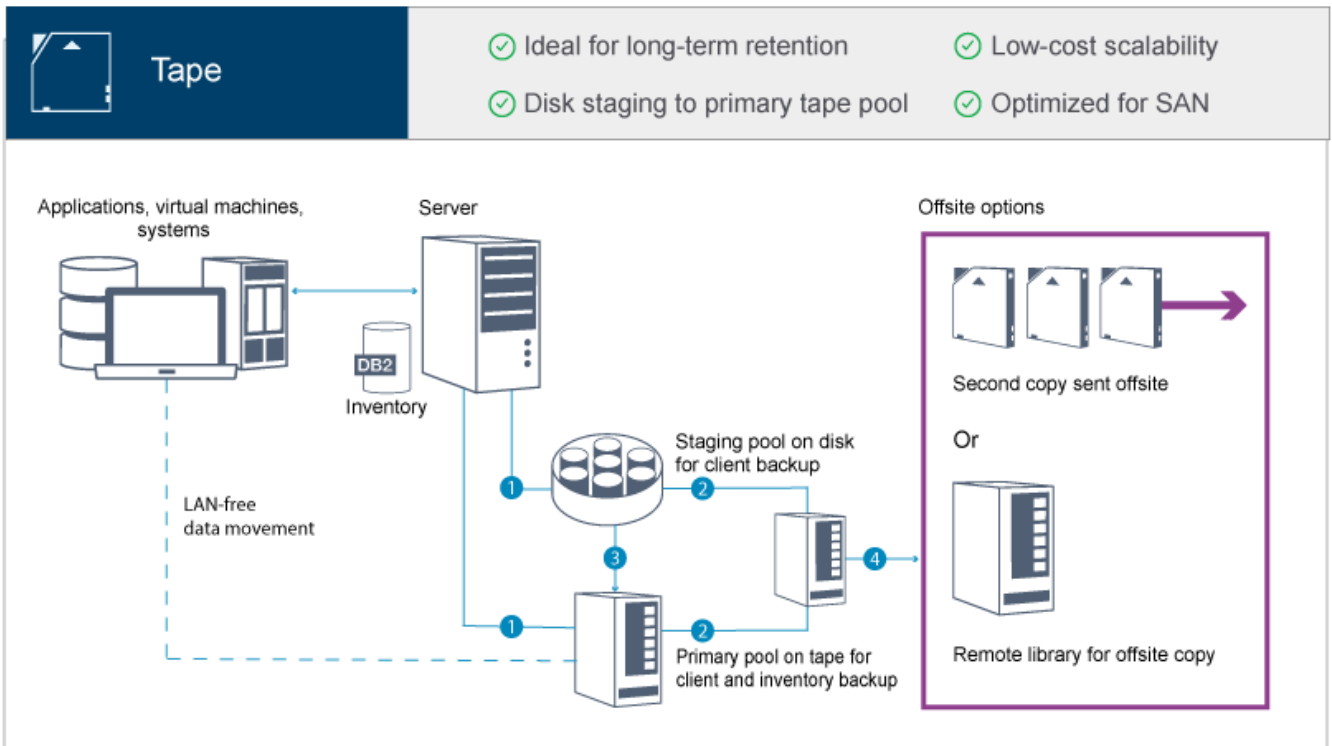 Tape
Ideal for long-term retention
Low-cost scalability
Disk staging to primary tape pool
Optimized for SAN
Applications, virtual machines,
systems
Server
Offsite options
DB2
Inventory
Second copy sent offsite
Staging pool on disk
for client backup
Or
1
2
LAN-free
data movement
3
4
1
2
Primary pool on tape for
client and inventory backup
Remote library for offsite copy